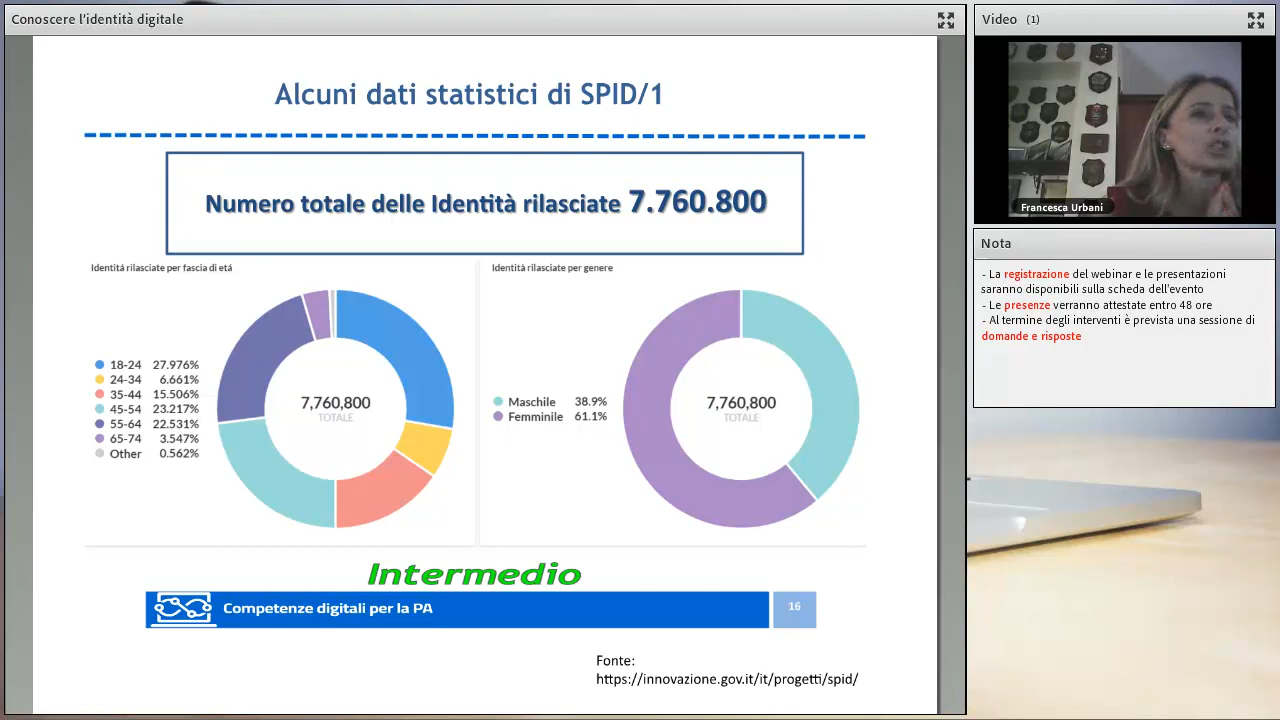 Conoscere l'identità digitale
Alcuni dati statistici di SPID/1
Numero totale delle Identità rilasciate 7.760.800
Identità rilasciate per fascia di etá
18-24 27.976%
24-34 6.661%
35-44 15.506%
45-54 23.217%
55-64 22.531%
65-74 3.547%
Other 0.562%
7,760,800
TOTALE
Identità rilasciate per genere
Maschile 38.9%
Femminile 61.1%
7,760,800
TOTALE
Intermedio
Competenze digitali per la PA
16
Fonte:
https://innovazione.gov.it/it/progetti/spid/
Video (1)
Francesca Urbani
Nota
- La registrazione del webinar e le presentazioni
saranno disponibili sulla scheda dell'evento
- Le presenze verranno attestate entro 48 ore
- Al termine degli interventi è prevista una sessione di
domande e risposte